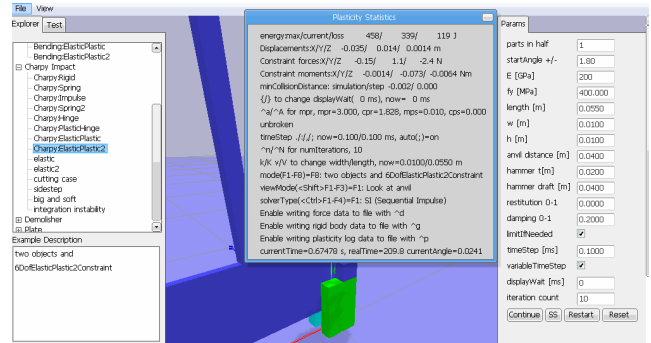 File View
Explorer Test
Bending:ElasticPlastic
Bending:ElasticPlastic2
Charpy Impact
Charpy:Rigid
Charpy:Spring
Charpy:Impulse
Charpy:Spring2
Charpy:Hinge
Charpy:PlasticHinge
Charpy:ElasticPlastic
Charpy:ElasticPlastic2
elastic
elastic2
cutting case
sidestep
big and soft
integration instability
Demolisher
Plate
Example Description
two objects and
6DofElasticPlastic2Constraint
Plasticity Statistics
energy:max/current/loss 458/ 339/ 119 J
Displacements:X/Y/Z -0.035/ 0.014/ 0.0014 m
Constraint forces:X/Y/Z -0.15/ 1.1/ -2.4 N
Constraint moments:X/Y/Z -0.0014/ -0.073/ -0.0064 Nm
minCollisionDistance: simulation/step -0.002/ 0.000
{/} to change displayWait( 0 ms), now= 0 ms
^a/^A for mpr, mpr=3.000, cpr=1.828, mps=0.010, cps=0.000
unbroken
timeStep ./:/,/; now=0.100/0.100 ms, auto(;)=on
^n/^N for numIterations, 10
k/K v/V to change width/length, now=0.0100/0.0550 m
mode(F1-F8)=F8: two objects and 6DofElasticPlastic2Constraint
viewMode(<Shift>F1-F3)=F1: Look at anvil
solverType(<Ctrl>F1-F4)=F1: SI (Sequential Impulse)
Enable writing force data to file with ^d
Enable writing rigid body data to file with ^g
Enable writing plasticity log data to file with ^p
currentTime=0.67478 s, realTime=209.8 currentAngle=0.0241
Params
parts in half 1
startAngle +/- 1.80
E [GPa] 200
fy [MPa] 400.000
length [m] 0.0550
w [m] 0.0100
h [m] 0.0100
anvil distance [m] 0.0400
hammer t[m] 0.0200
hammer draft [m] 0.0400
restitution 0-1 0.0000
damping 0-1 0.2000
limitIfNeeded
timeStep [ms] 0.1000
variableTimeStep
displayWait [ms] 0
iteration count 10
Continue SS Restart Reset